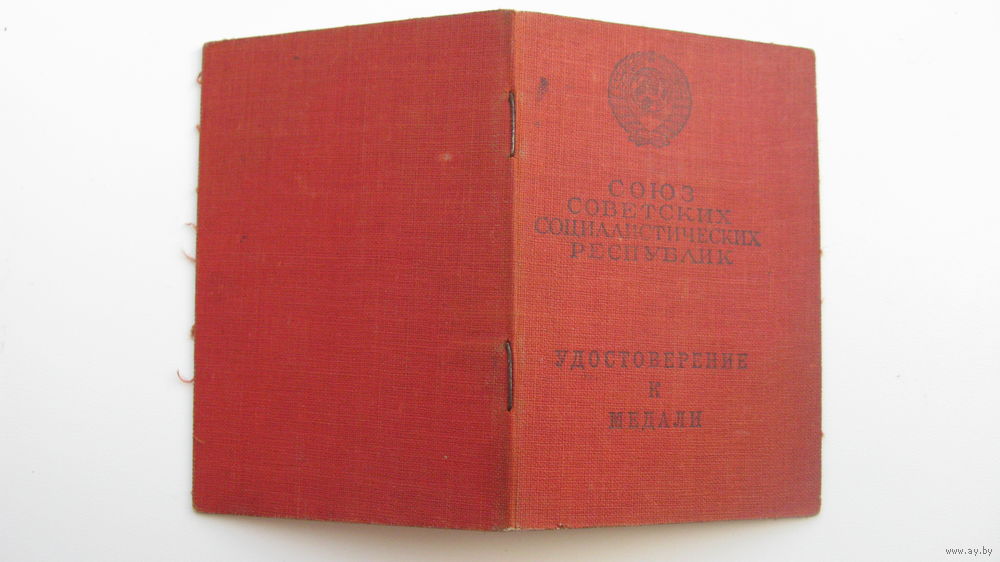 СОЮЗ
СОВЕТСКИХ
СОЦИАЛИСТИЧЕСКИХ
РЕСПУБЛИК
УДОСТОВЕРЕНИЕ
К
МЕДАЛИ
www.ay.by